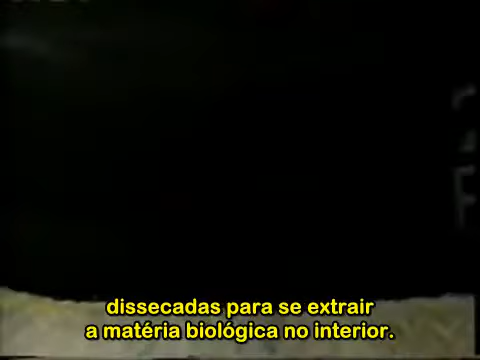 dissecadas para se extrair
a matéria biológica no interior.